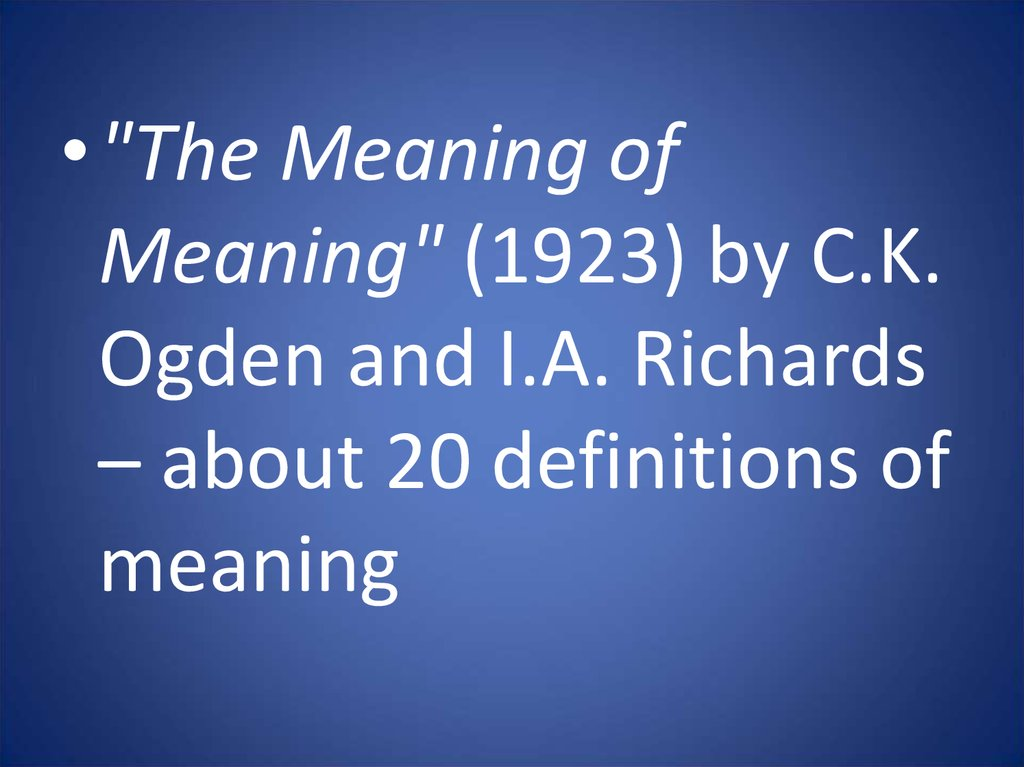 • "The Meaning of
Meaning" (1923) by C.K.
Ogden and I.A. Richards
– about 20 definitions of
meaning